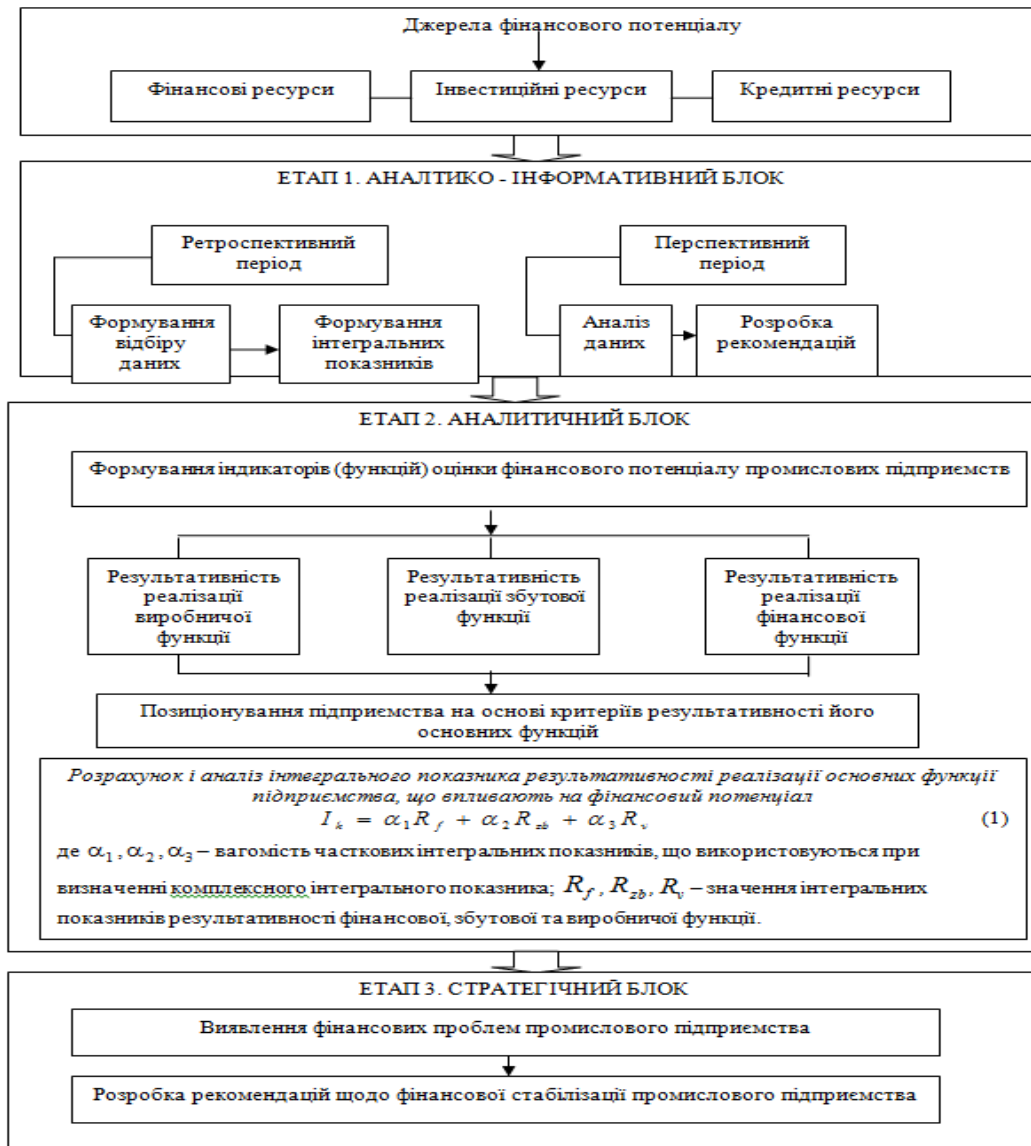 Джерела фінансового потенціалу
Фінансові ресурси
Інвестиційні ресурси
Кредитні ресурси
ЕТАП 1. АНАЛТИКО - ІНФОРМАТИВНИЙ БЛОК
Ретроспективний
період
Перспективний
період
Формування
відбіру
даних
Формування
інтегральних
показників
Аналіз
даних
Розробка
рекомендацій
ЕТАП 2. АНАЛИТИЧНИЙ БЛОК
Формування індикаторів (функцій) оцінки фінансового потенціалу промислових підприємств
Результативність
реалізації
виробничої
функції
Результативність
реалізації збутової
функції
Результативність
реалізації
фінансової
функції
Позиціонування підприємства на основі критеріїв результативності його
основних функцій
Розрахунок і аналіз інтегрального показника результативності реалізації основних функції
підприємства, що впливають на фінансовий потенціал
I_k = α_1 R_f + α_2 R_zb + α_3 R_v (1)
де α_1, α_2, α_3 – вагомість часткових інтегральних показників, що використовуються при
визначенні комплексного інтегрального показника; R_f, R_zb, R_v – значення інтегральних
показників результативності фінансової, збутової та виробничої функції.
ЕТАП 3. СТРАТЕГІЧНИЙ БЛОК
Виявлення фінансових проблем промислового підприємства
Розробка рекомендацій щодо фінансової стабілізації промислового підприємства